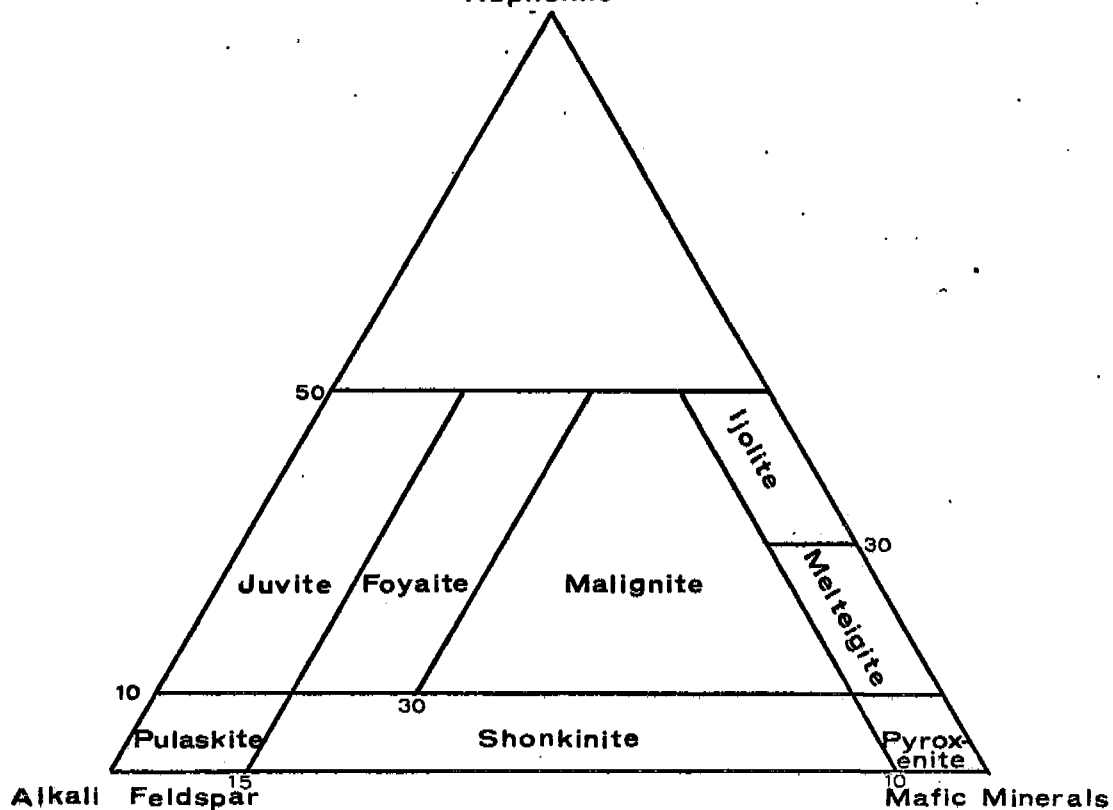 50
Ijolite
30
Juvite Foyaite Malignite
Melteigite
10
30
Pulaskite Shonkinite Pyrox-
enite
15 10
Alkali Feldspar Mafic Minerals